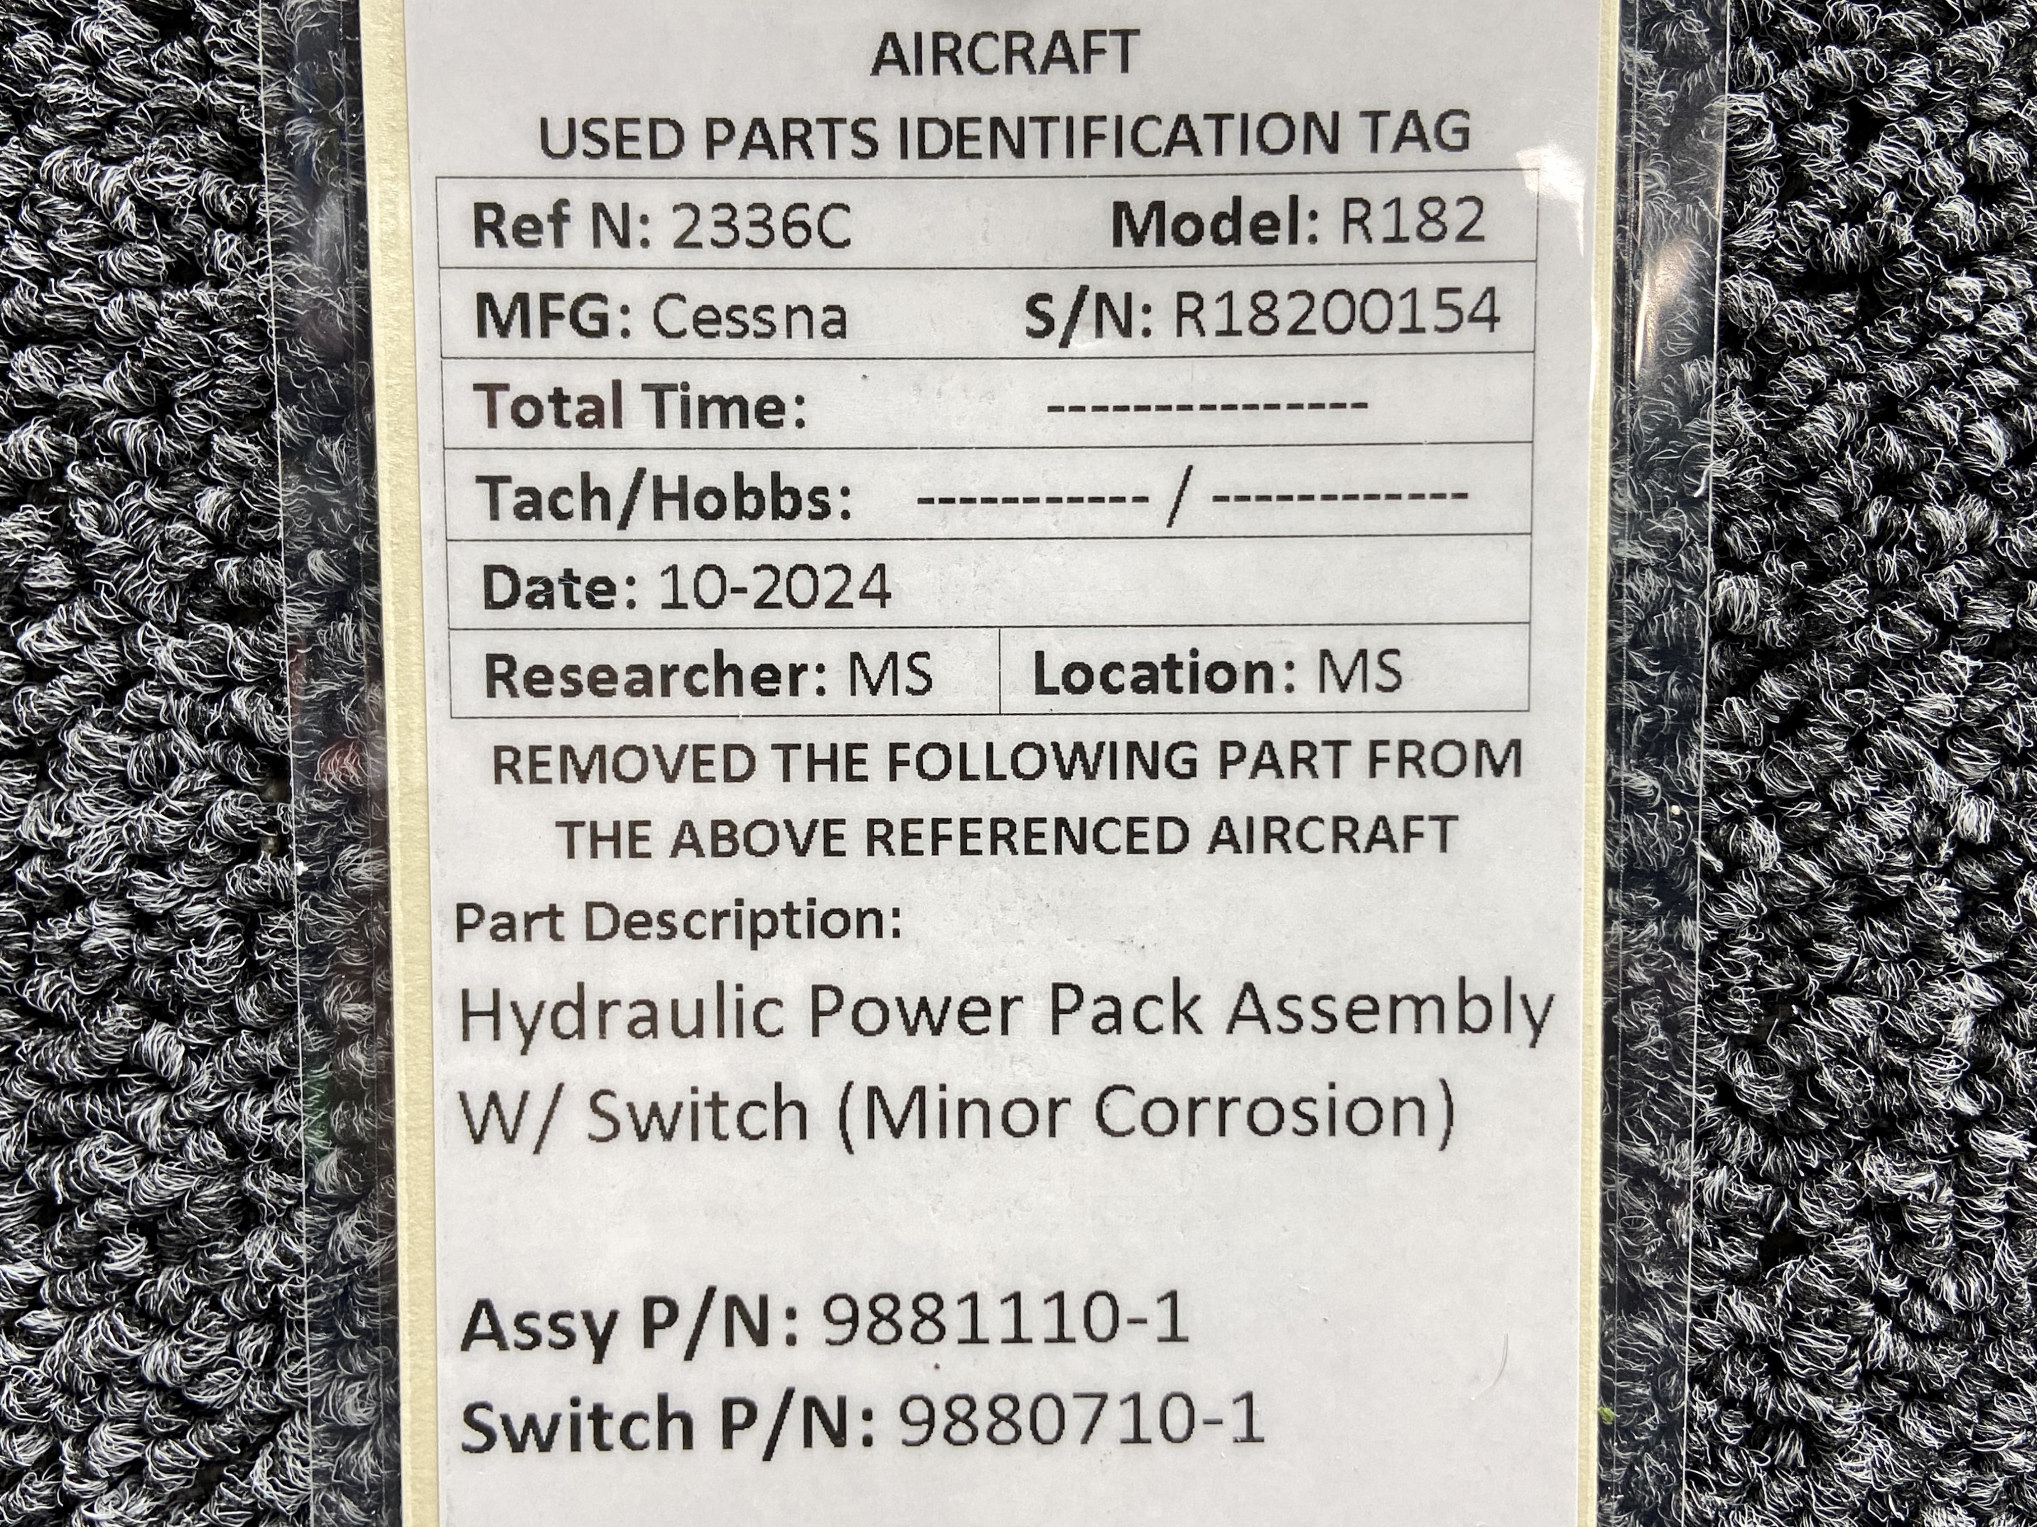 AIRCRAFT
USED PARTS IDENTIFICATION TAG
Ref N: 2336C Model: R182
MFG: Cessna S/N: R18200154
Total Time: ---------------
Tach/Hobbs: ----------- / ------------
Date: 10-2024
Researcher: MS Location: MS
REMOVED THE FOLLOWING PART FROM
THE ABOVE REFERENCED AIRCRAFT
Part Description:
Hydraulic Power Pack Assembly
W/ Switch (Minor Corrosion)
Assy P/N: 9881110-1
Switch P/N: 9880710-1